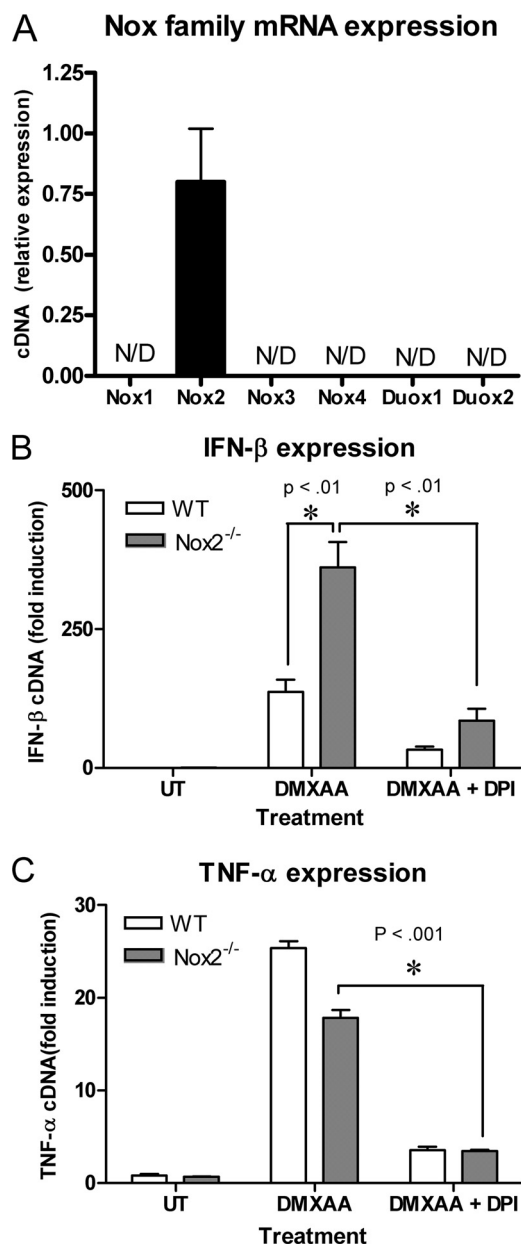 A Nox family mRNA expression
cDNA (relative expression)
1.25
1.00
0.75
0.50
0.25
0.00
N/D N/D N/D N/D N/D
Nox1 Nox2 Nox3 Nox4 Duox1 Duox2
B IFN-β expression
IFN-β cDNA (fold induction)
500
250
0
WT
Nox2-/-
p < .01 p < .01
* *
UT DMXAA DMXAA + DPI
Treatment
C TNF-α expression
TNF-α cDNA(fold induction)
30
20
10
0
WT
Nox2-/-
P < .001
*
UT DMXAA DMXAA + DPI
Treatment